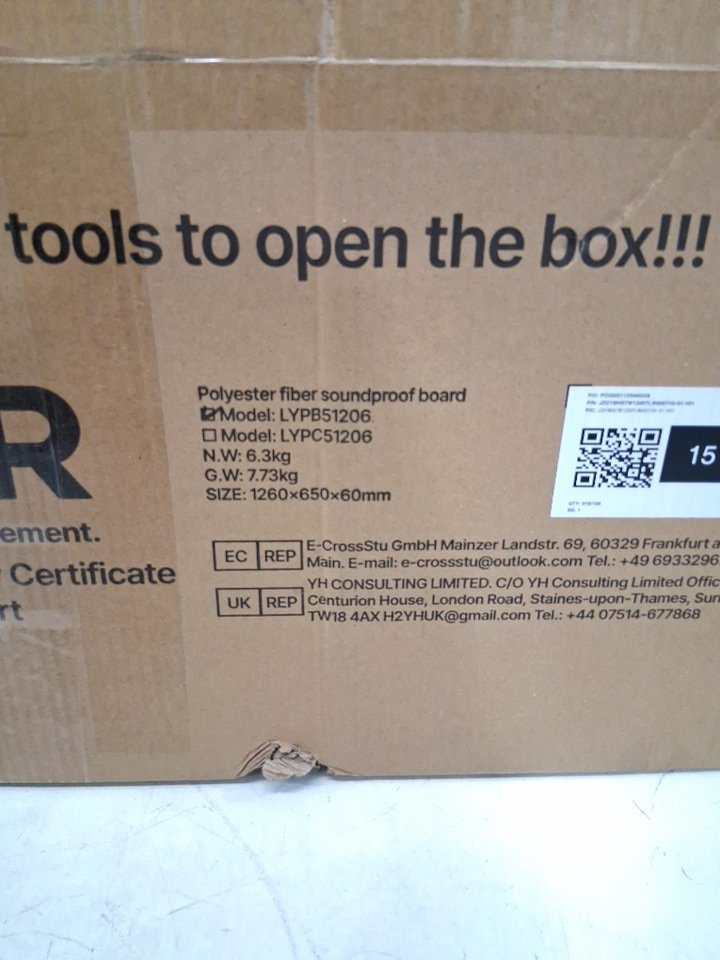 tools to open the box!!!
R
ement.
Certificate
rt
Polyester fiber soundproof board
☑ Model: LYPB51206
☐ Model: LYPC51206
N.W: 6.3kg
G.W: 7.73kg
SIZE: 1260×650×60mm
EC REP
E-CrossStu GmbH Mainzer Landstr. 69, 60329 Frankfurt a
Main. E-mail: e-crossstu@outlook.com Tel.: +49 6933296
UK REP
YH CONSULTING LIMITED. C/O YH Consulting Limited Offic
Centurion House, London Road, Staines-upon-Thames, Sur
TW18 4AX H2YHUK@gmail.com Tel.: +44 07514-677868
15